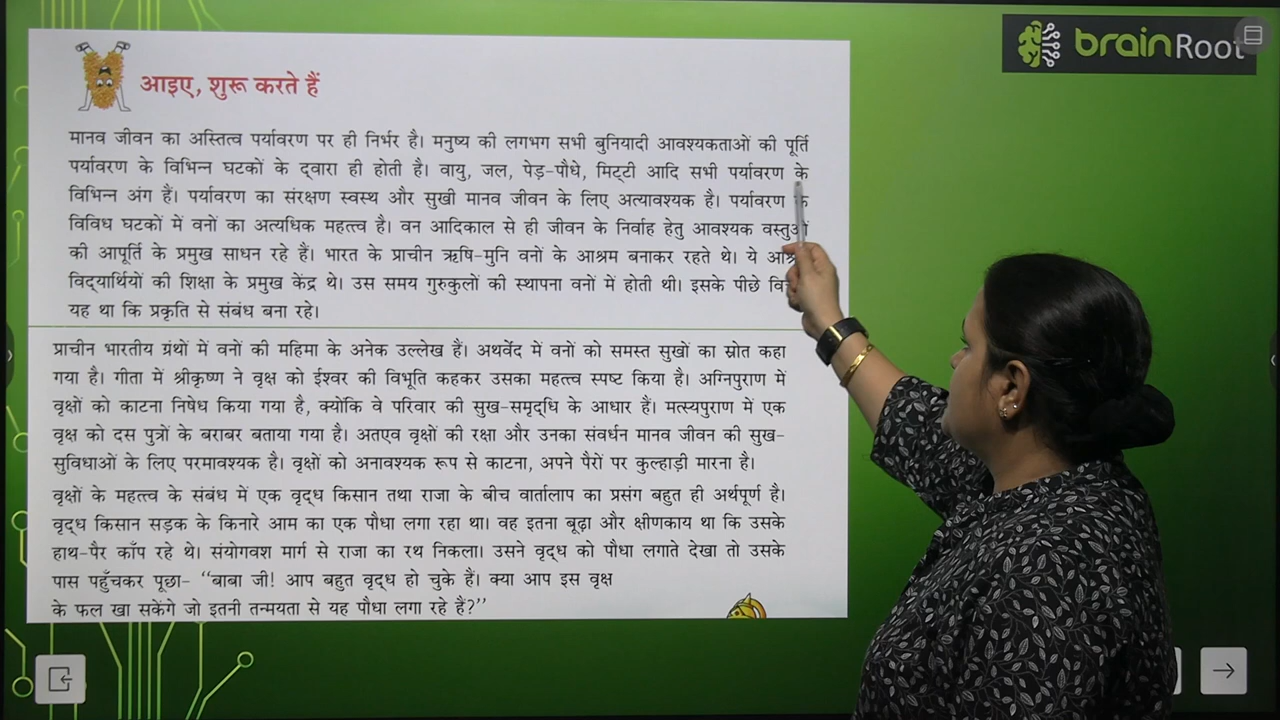 brainRoot
आइए, शुरू करते हैं
मानव जीवन का अस्तित्व पर्यावरण पर ही निर्भर है। मनुष्य की लगभग सभी बुनियादी आवश्यकताओं की पूर्ति
पर्यावरण के विभिन्न घटकों के द्वारा ही होती है। वायु, जल, पेड़-पौधे, मिट्टी आदि सभी पर्यावरण के
विभिन्न अंग हैं। पर्यावरण का संरक्षण स्वस्थ और सुखी मानव जीवन के लिए अत्यावश्यक है। पर्यावरण
विविध घटकों में वनों का अत्यधिक महत्त्व है। वन आदिकाल से ही जीवन के निर्वाह हेतु आवश्यक वस्तुओं
की आपूर्ति के प्रमुख साधन रहे हैं। भारत के प्राचीन ऋषि-मुनि वनों के आश्रम बनाकर रहते थे। ये
विद्यार्थियों की शिक्षा के प्रमुख केंद्र थे। उस समय गुरुकुलों की स्थापना वनों में होती थी। इसके पीछे
यह था कि प्रकृति से संबंध बना रहे।
प्राचीन भारतीय ग्रंथों में वनों की महिमा के अनेक उल्लेख हैं। अथर्वेद में वनों को समस्त सुखों का स्रोत कहा
गया है। गीता में श्रीकृष्ण ने वृक्ष को ईश्वर की विभूति कहकर उसका महत्त्व स्पष्ट किया है। अग्निपुराण में
वृक्षों को काटना निषेध किया गया है, क्योंकि वे परिवार की सुख-समृद्धि के आधार हैं। मत्स्यपुराण में एक
वृक्ष को दस पुत्रों के बराबर बताया गया है। अतएव वृक्षों की रक्षा और उनका संवर्धन मानव जीवन की सुख-
सुविधाओं के लिए परमावश्यक है। वृक्षों को अनावश्यक रूप से काटना, अपने पैरों पर कुल्हाड़ी मारना है।
वृक्षों के महत्त्व के संबंध में एक वृद्ध किसान तथा राजा के बीच वार्तालाप का प्रसंग बहुत ही अर्थपूर्ण है।
वृद्ध किसान सड़क के किनारे आम का एक पौधा लगा रहा था। वह इतना बूढ़ा और क्षीणकाय था कि उसके
हाथ-पैर काँप रहे थे। संयोगवश मार्ग से राजा का रथ निकला। उसने वृद्ध को पौधा लगाते देखा तो उसके
पास पहुँचकर पूछा- “बाबा जी! आप बहुत वृद्ध हो चुके हैं। क्या आप इस वृक्ष
के फल खा सकेंगे जो इतनी तन्मयता से यह पौधा लगा रहे हैं?”